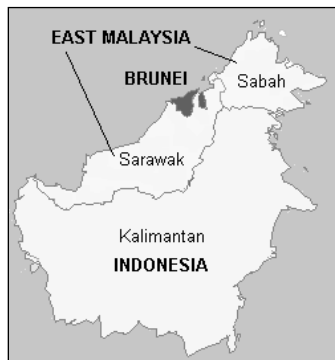 EAST MALAYSIA
BRUNEI
Sabah
Sarawak
Kalimantan
INDONESIA